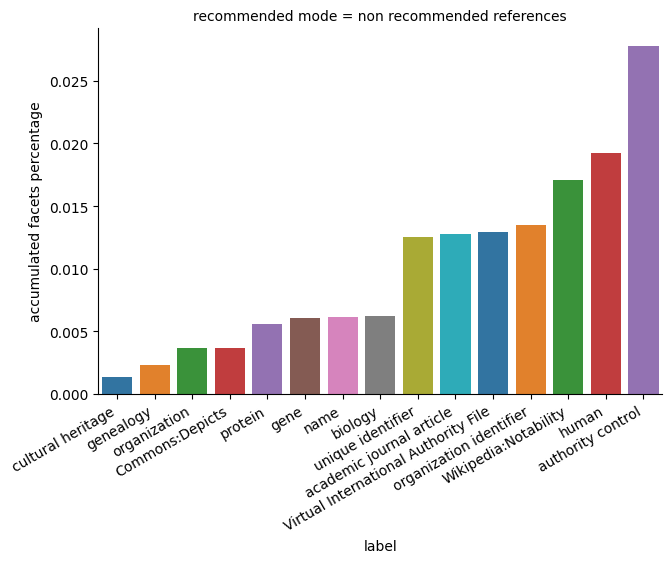 recommended mode = non recommended references
accumulated facets percentage
0.025
0.020
0.015
0.010
0.005
0.000
cultural heritage
genealogy
organization
Commons:Depicts
protein
gene
name
biology
unique identifier
academic journal article
Virtual International Authority File
organization identifier
Wikipedia:Notability
human
authority control
label